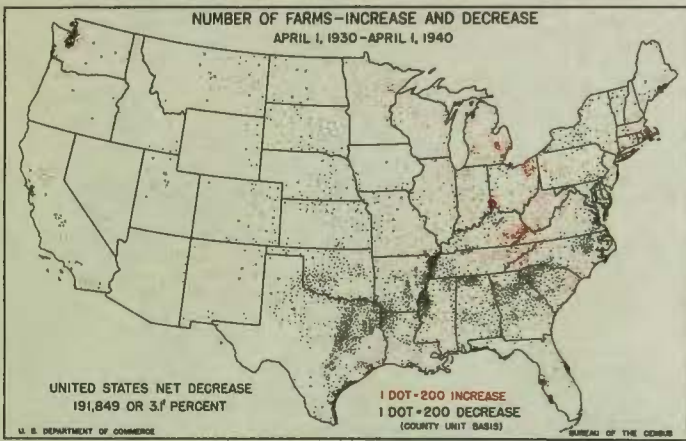 NUMBER OF FARMS—INCREASE AND DECREASE
APRIL 1, 1930—APRIL 1, 1940
UNITED STATES NET DECREASE
191,849 OR 3.1 PERCENT
1 DOT=200 INCREASE
1 DOT=200 DECREASE
(COUNTY UNIT BASIS)
U. S. DEPARTMENT OF COMMERCE
BUREAU OF THE CENSUS